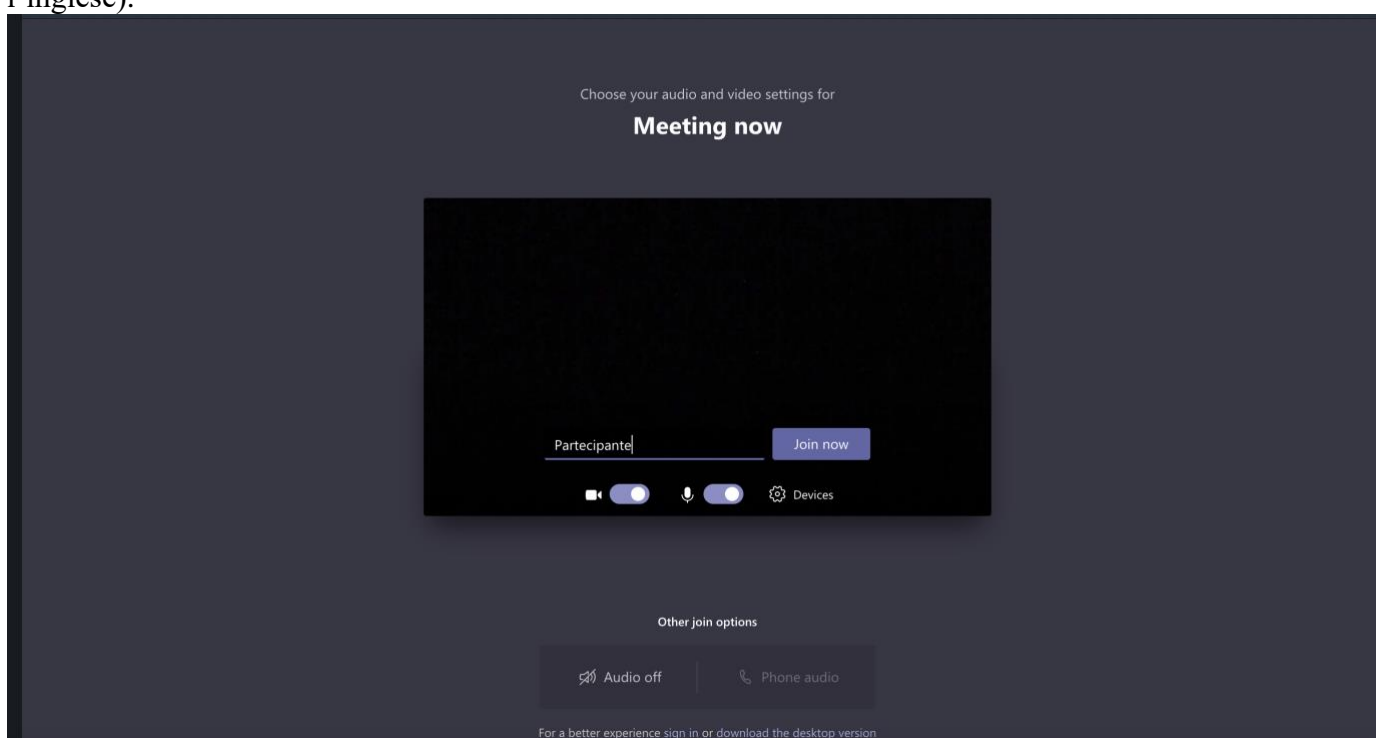 l'inglese).
Choose your audio and video settings for
Meeting now
Partecipante
Join now
Devices
Other join options
Audio off
Phone audio
For a better experience sign in or download the desktop version